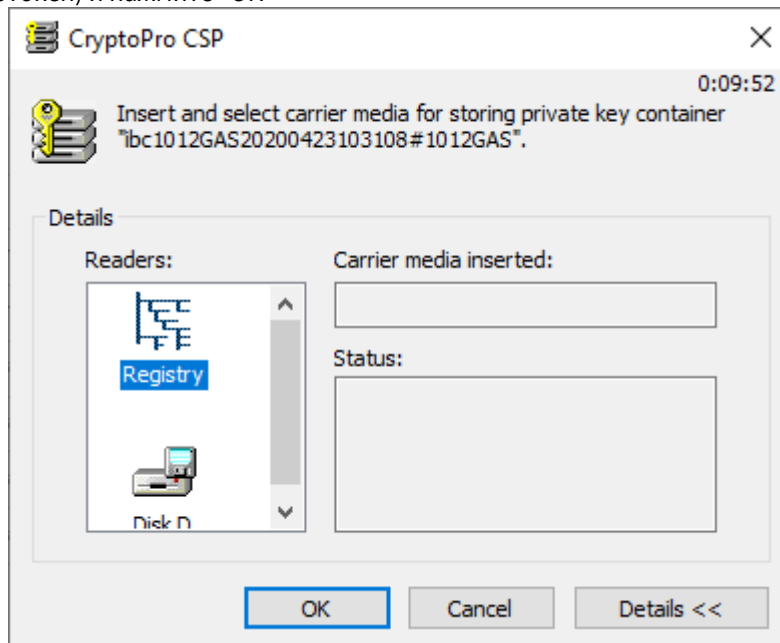 CryptoPro CSP
0:09:52
Insert and select carrier media for storing private key container
"ibc1012GAS20200423103108#1012GAS".
Details
Readers:
Carrier media inserted:
Registry
Status:
Disk D
OK
Cancel
Details <<